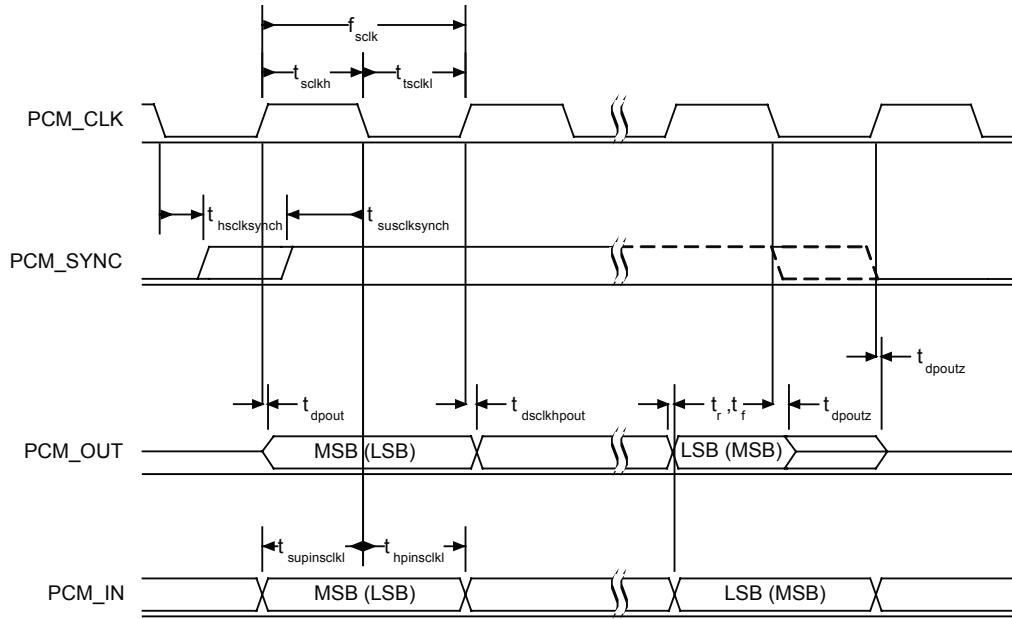 f sclk
t sclkh
t tsclkl
PCM_CLK
t hsclksynch
t susclksynch
PCM_SYNC
t dpoutz
t dpout
t dsclkhpout
t r ,t f
t dpoutz
PCM_OUT
MSB (LSB)
LSB (MSB)
t supinsclkl
t hpinsclkl
PCM_IN
MSB (LSB)
LSB (MSB)